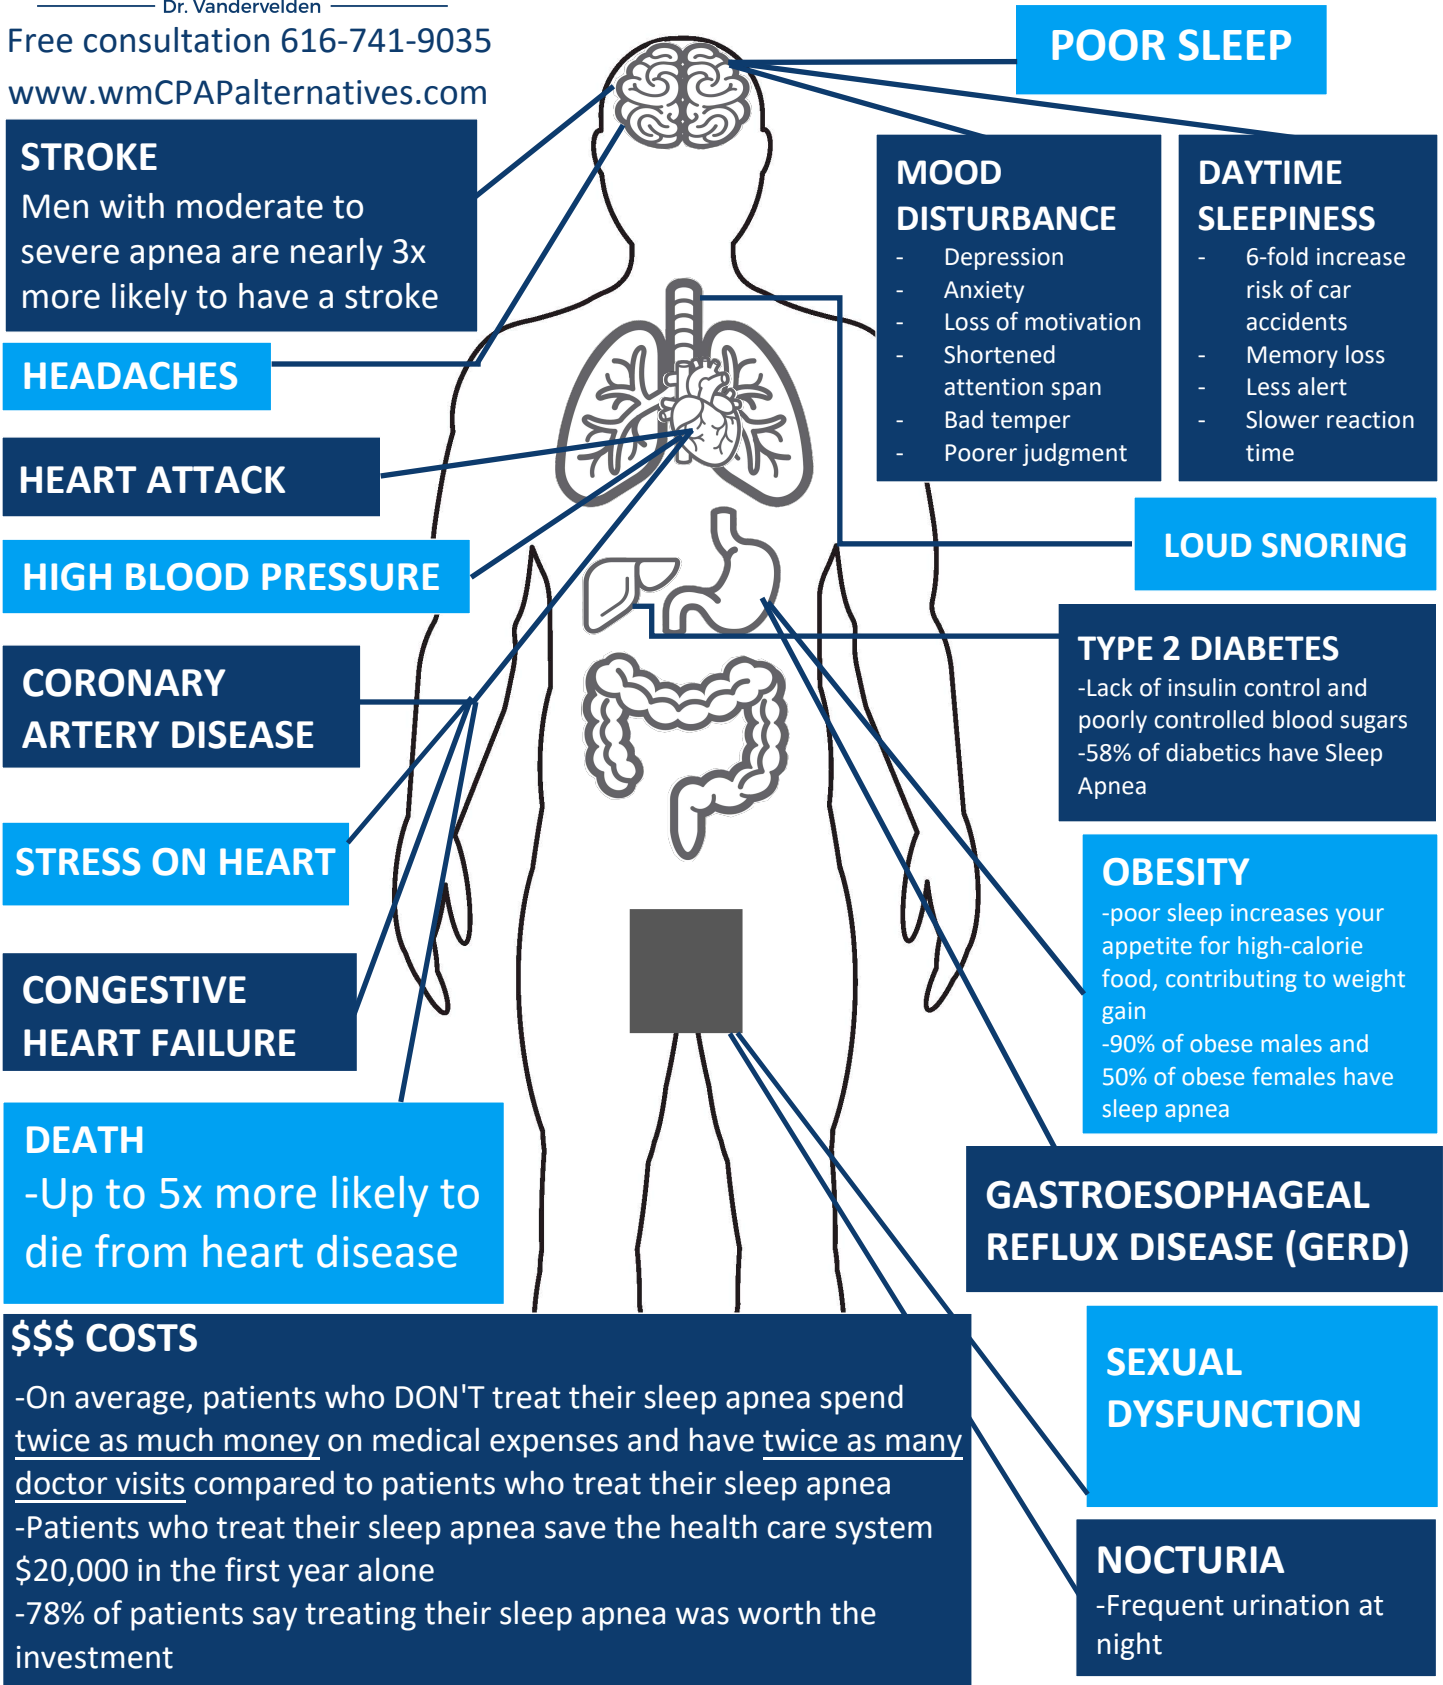 Dr. Vandervelden
Free consultation 616-741-9035
www.wmCPAPalternatives.com
STROKE
Men with moderate to
severe apnea are nearly 3x
more likely to have a stroke
HEADACHES
HEART ATTACK
HIGH BLOOD PRESSURE
CORONARY
ARTERY DISEASE
STRESS ON HEART
CONGESTIVE
HEART FAILURE
DEATH
-Up to 5x more likely to
die from heart disease
POOR SLEEP
MOOD
DISTURBANCE
- Depression
- Anxiety
- Loss of motivation
- Shortened
attention span
- Bad temper
- Poorer judgment
DAYTIME
SLEEPINESS
- 6-fold increase
risk of car
accidents
- Memory loss
- Less alert
- Slower reaction
time
LOUD SNORING
TYPE 2 DIABETES
-Lack of insulin control and
poorly controlled blood sugars
-58% of diabetics have Sleep
Apnea
OBESITY
-poor sleep increases your
appetite for high-calorie
food, contributing to weight
gain
-90% of obese males and
50% of obese females have
sleep apnea
GASTROESOPHAGEAL
REFLUX DISEASE (GERD)
SEXUAL
DYSFUNCTION
NOCTURIA
-Frequent urination at
night
$$$ COSTS
-On average, patients who DON'T treat their sleep apnea spend
twice as much money on medical expenses and have twice as many
doctor visits compared to patients who treat their sleep apnea
-Patients who treat their sleep apnea save the health care system
$20,000 in the first year alone
-78% of patients say treating their sleep apnea was worth the
investment